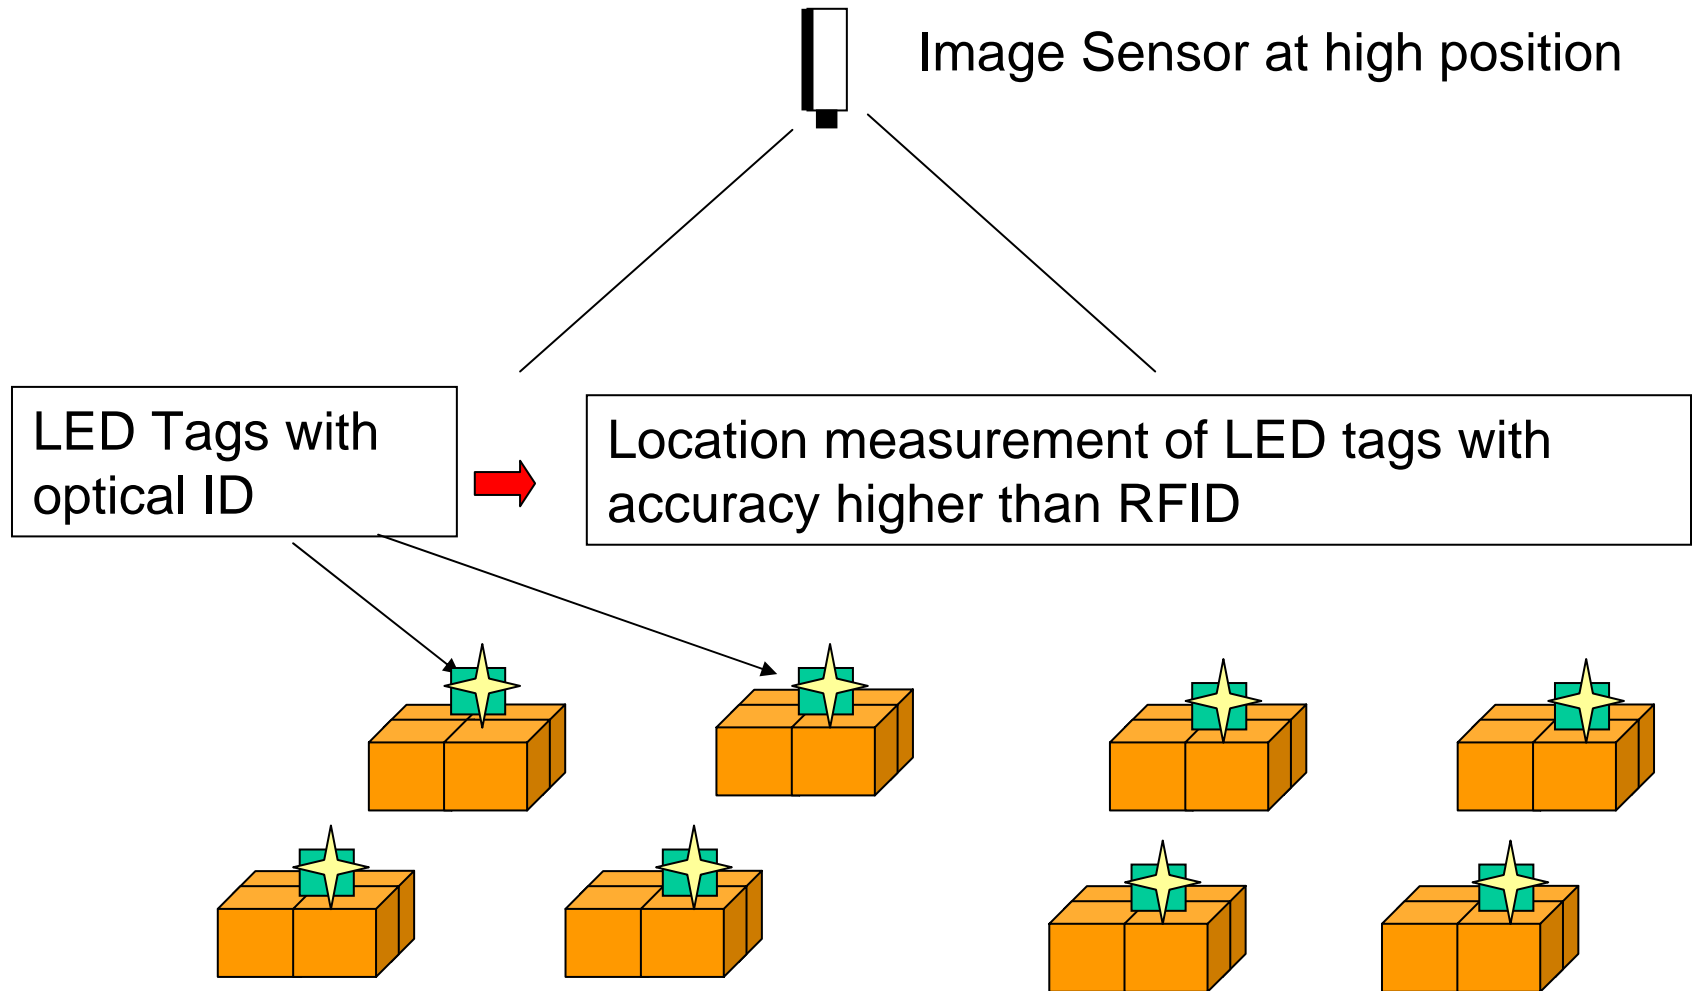 Image Sensor at high position
LED Tags with
optical ID
Location measurement of LED tags with
accuracy higher than RFID